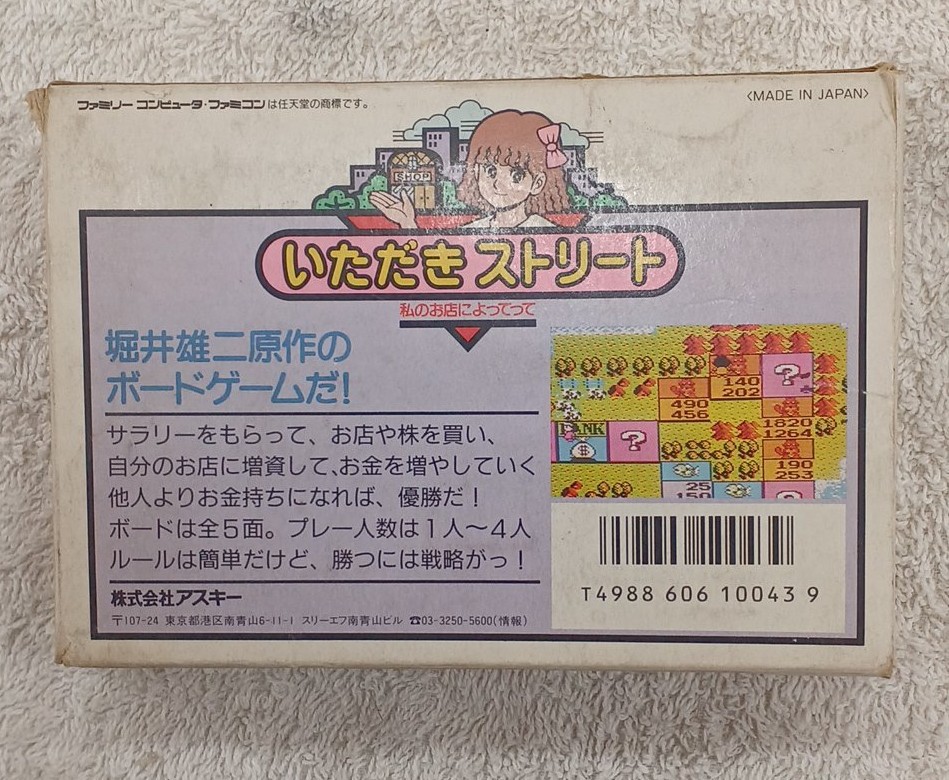 ファミリー コンピュータ・ファミコンは任天堂の商標です。
〈MADE IN JAPAN〉
SHOP
いただきストリート
私のお店によってって
堀井雄二原作の
ボードゲームだ!
サラリーをもらって、お店や株を買い、
自分のお店に増資して、お金を増やしていく
他人よりお金持ちになれば、優勝だ!
ボードは全5面。プレー人数は1人〜4人
ルールは簡単だけど、勝つには戦略がっ!
株式会社アスキー
〒107-24 東京都港区南青山6-11-1 スリーエフ南青山ビル ☎03-3250-5600(情報)
?
140
202
490
456
1820
1264
BANK
?
$
190
253
25
150
?
T4988 606 10043 9